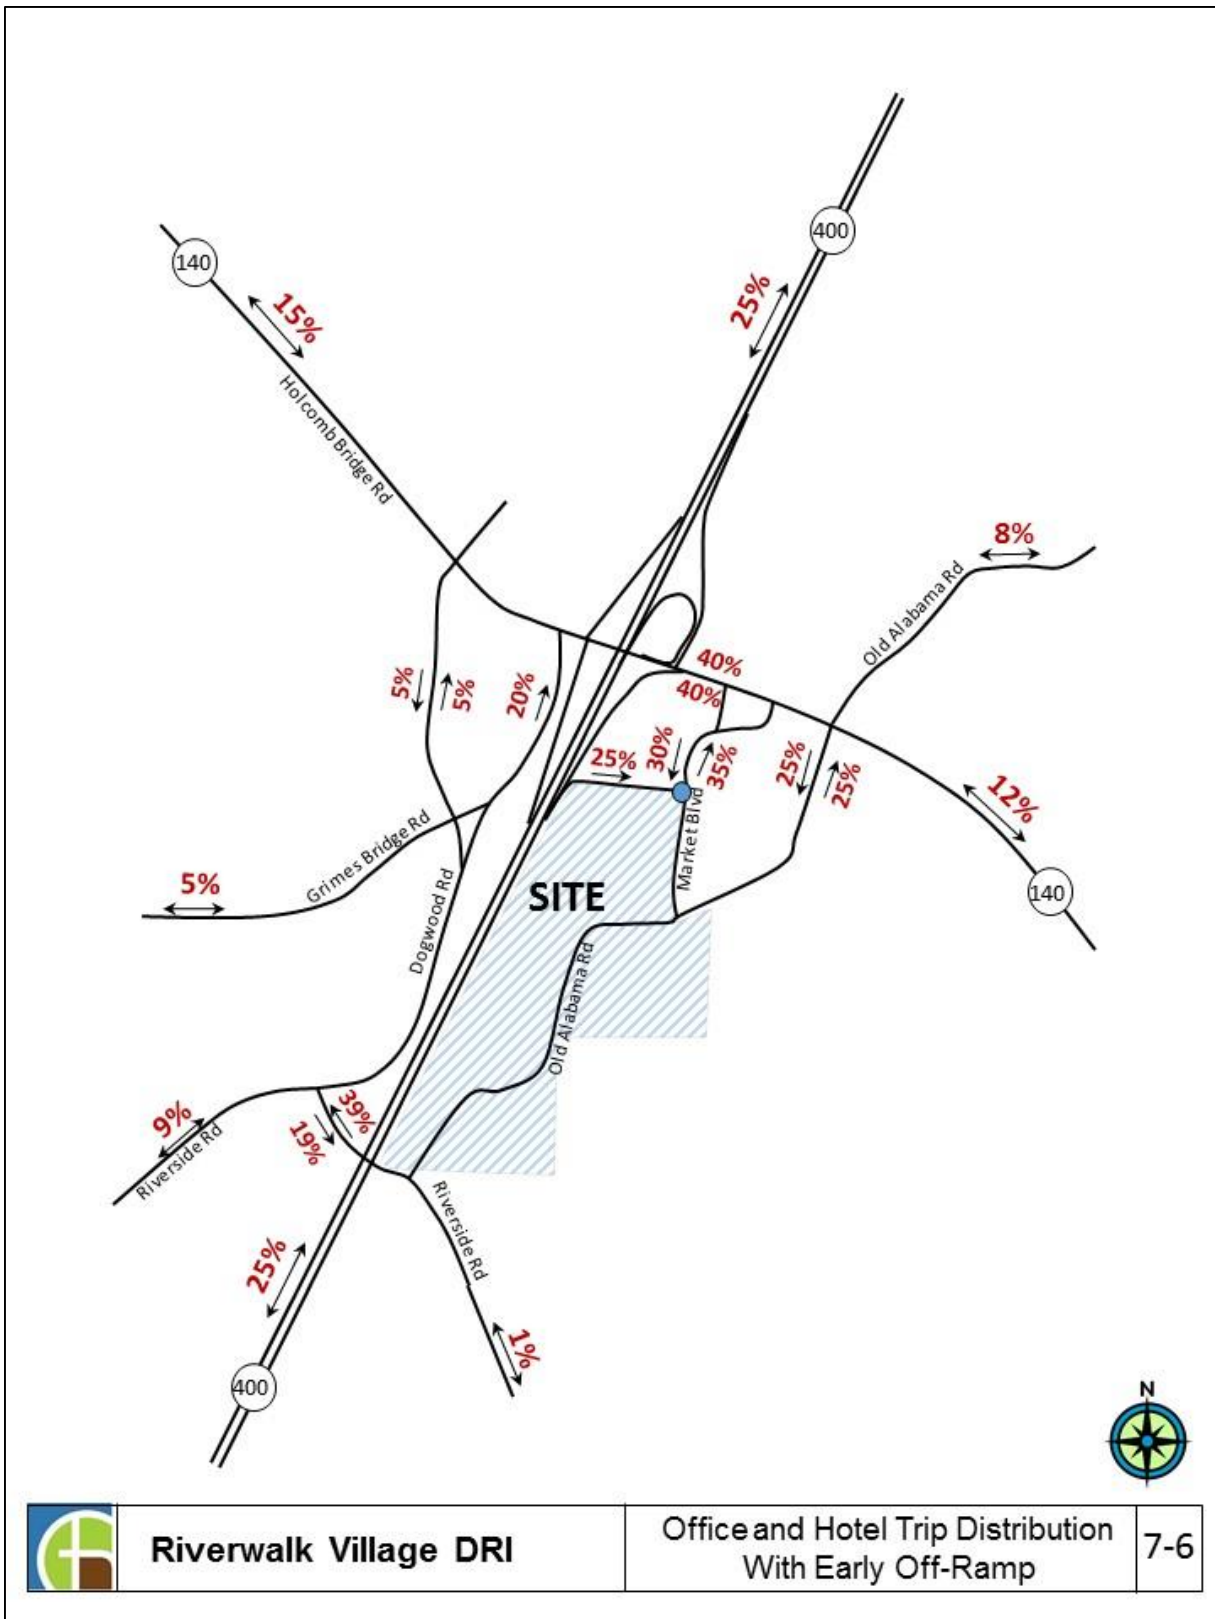 400
140
15%
25%
Holcomb Bridge Rd
8%
Old Alabama Rd
40%
40%
5%
5%
20%
30%
35%
25%
25%
25%
12%
Market Blvd
Grimes Bridge Rd
5%
SITE
140
Dogwood Rd
Old Alabama Rd
9%
39%
19%
Riverside Rd
Riverside Rd
25%
1%
400
N
Riverwalk Village DRI
Office and Hotel Trip Distribution
With Early Off-Ramp
7-6